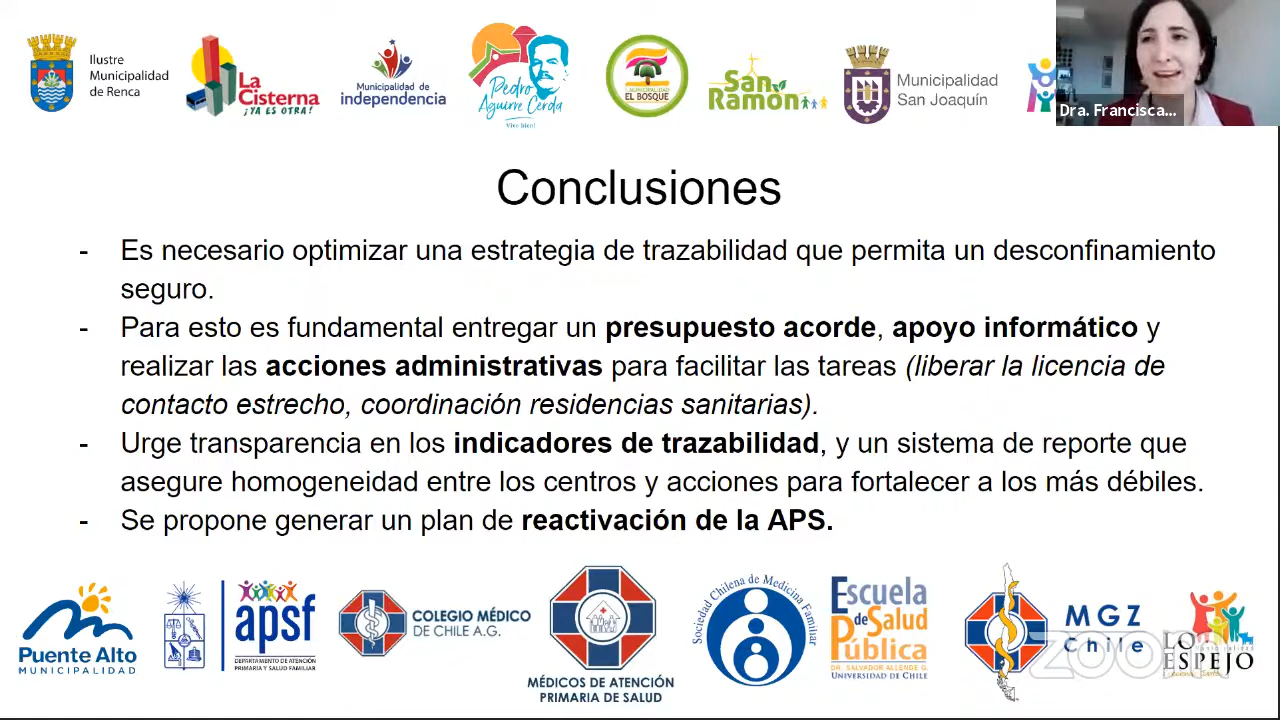 Ilustre
Municipalidad
de Renca
La
Cisterna
¡YA ES OTRA!
Municipalidad de
independencia
Pedro
Aguirre Cerda
Vivir bien!
I. MUNICIPALIDAD
EL BOSQUE
San
Ramón
Municipalidad
San Joaquín
Dra. Francisca...
Conclusiones
- Es necesario optimizar una estrategia de trazabilidad que permita un desconfinamiento
seguro.
- Para esto es fundamental entregar un presupuesto acorde, apoyo informático y
realizar las acciones administrativas para facilitar las tareas (liberar la licencia de
contacto estrecho, coordinación residencias sanitarias).
- Urge transparencia en los indicadores de trazabilidad, y un sistema de reporte que
asegure homogeneidad entre los centros y acciones para fortalecer a los más débiles.
- Se propone generar un plan de reactivación de la APS.
Puente Alto
MUNICIPALIDAD
apsf
DEPARTAMENTO DE ATENCIÓN
PRIMARIA Y SALUD FAMILIAR
COLEGIO MÉDICO
DE CHILE A.G.
MÉDICOS DE ATENCIÓN
PRIMARIA DE SALUD
Sociedad Chilena de Medicina Familiar
Escuela
de Salud
Pública
DR. SALVADOR ALLENDE G.
UNIVERSIDAD DE CHILE
MGZ
Chile
zoom
LO
ESPEJO